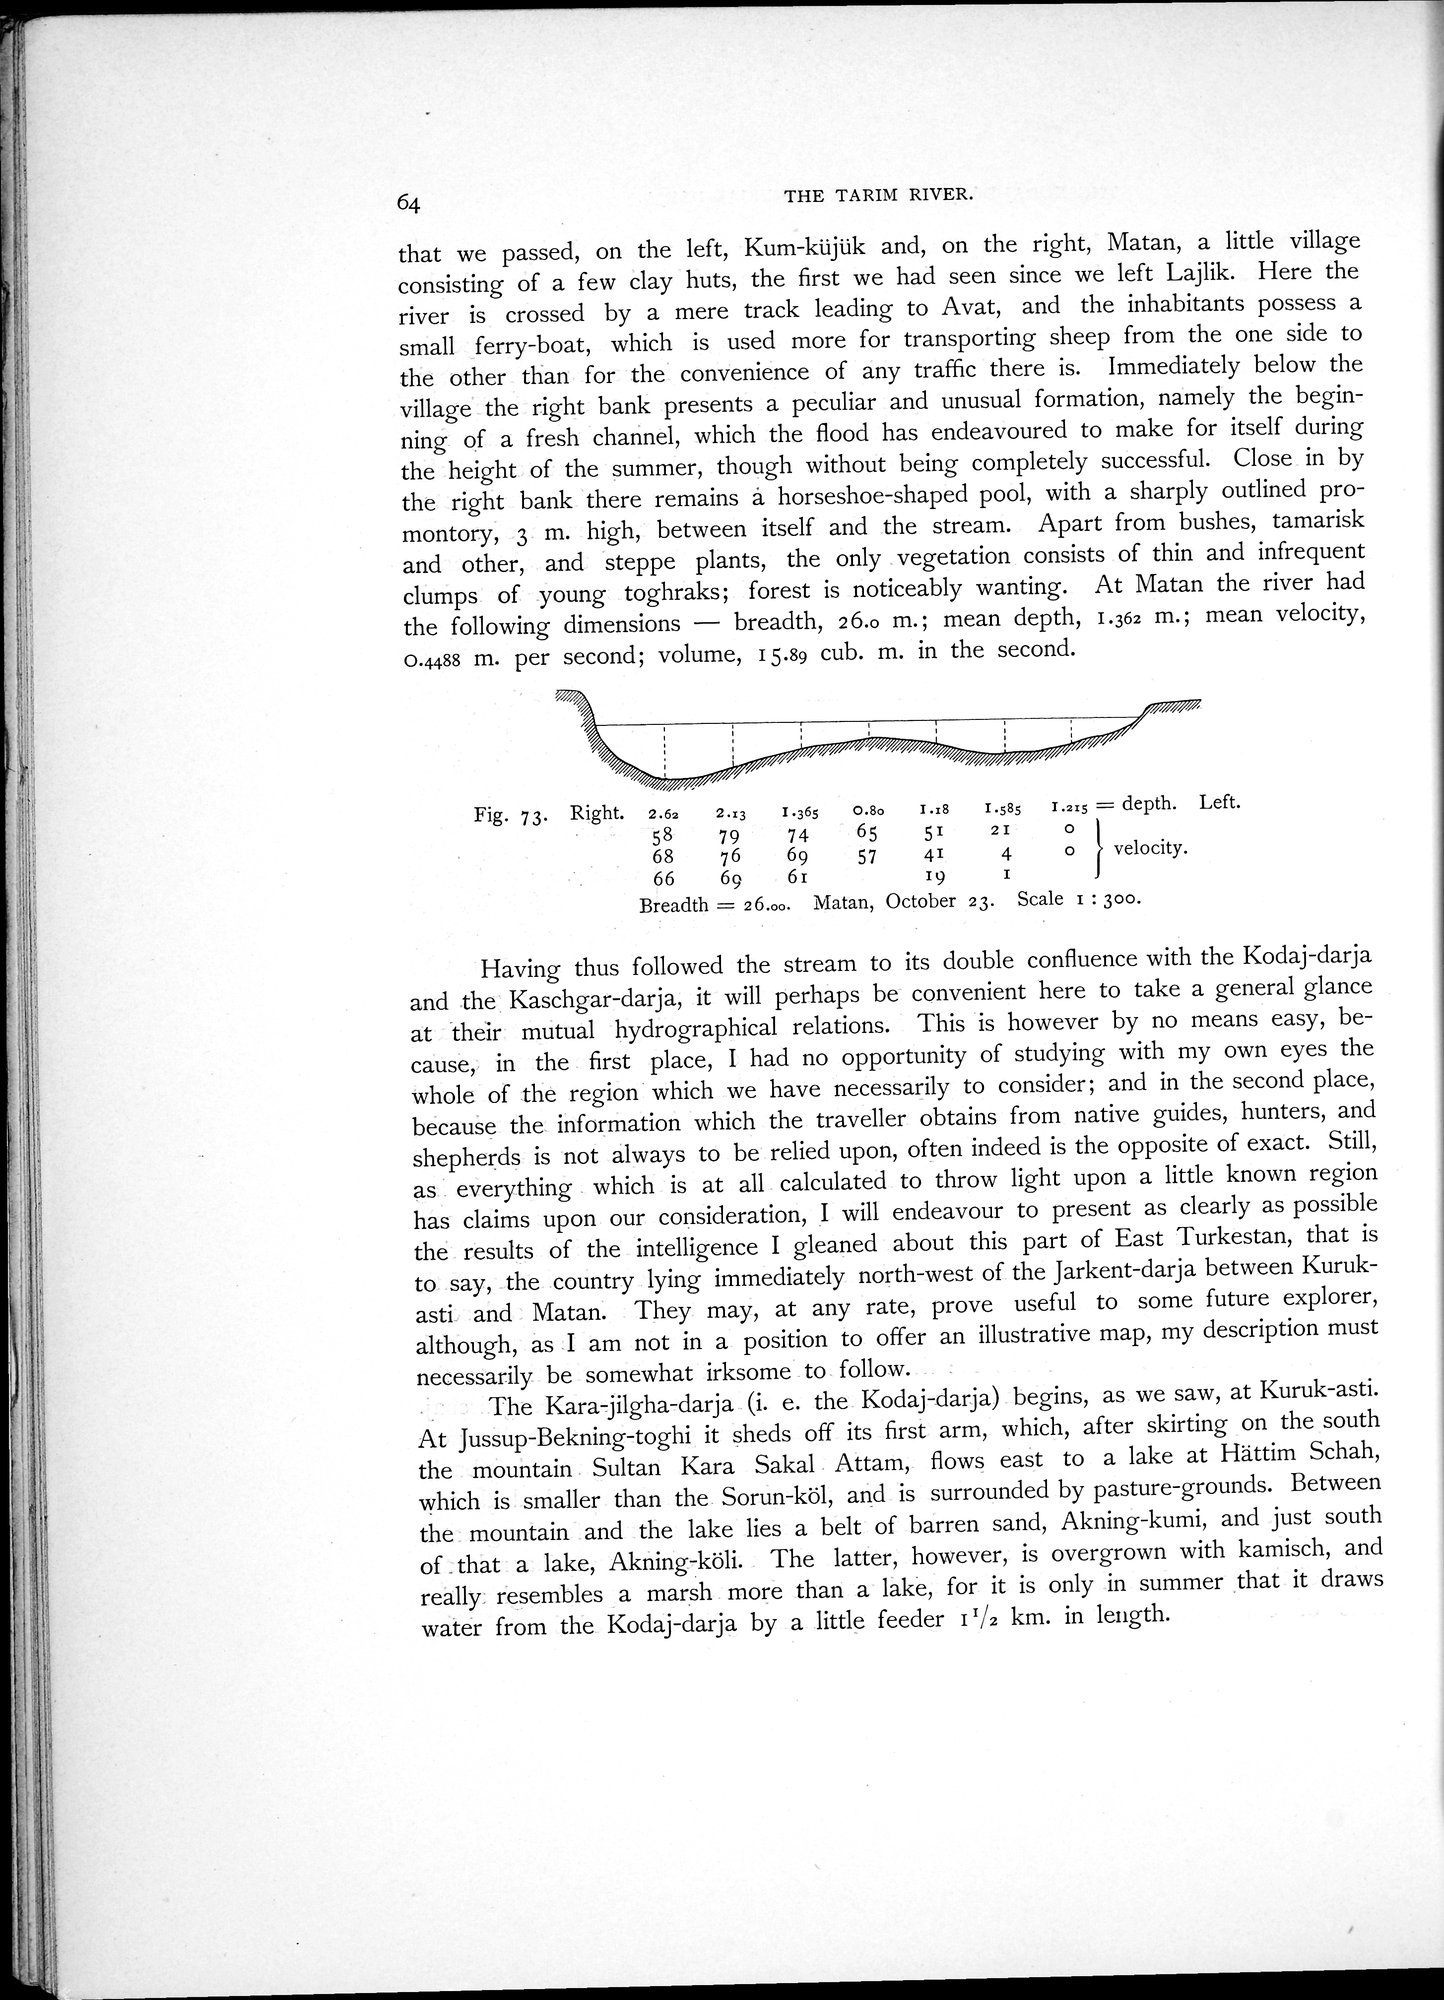 64
THE TARIM RIVER.
that we passed, on the left, Kum-küjük and, on the right, Matan, a little village
consisting of a few clay huts, the first we had seen since we left Lajlik. Here the
river is crossed by a mere track leading to Avat, and the inhabitants possess a
small ferry-boat, which is used more for transporting sheep from the one side to
the other than for the convenience of any traffic there is. Immediately below the
village the right bank presents a peculiar and unusual formation, namely the begin-
ning of a fresh channel, which the flood has endeavoured to make for itself during
the height of the summer, though without being completely successful. Close in by
the right bank there remains a horseshoe-shaped pool, with a sharply outlined pro-
montory, 3 m. high, between itself and the stream. Apart from bushes, tamarisk
and other, and steppe plants, the only vegetation consists of thin and infrequent
clumps of young toghraks; forest is noticeably wanting. At Matan the river had
the following dimensions — breadth, 26.0 m.; mean depth, 1.362 m.; mean velocity,
0.4488 m. per second; volume, 15.89 cub. m. in the second.
Fig. 73. Right. 2.62 2.13 1.365 0.80 1.18 1.585 1.215 = depth. Left.
58 79 74 65 51 21 0
68 76 69 57 41 4 0 } velocity.
66 69 61 19 1
Breadth = 26.00. Matan, October 23. Scale 1 : 300.
Having thus followed the stream to its double confluence with the Kodaj-darja
and the Kaschgar-darja, it will perhaps be convenient here to take a general glance
at their mutual hydrographical relations. This is however by no means easy, be-
cause, in the first place, I had no opportunity of studying with my own eyes the
whole of the region which we have necessarily to consider; and in the second place,
because the information which the traveller obtains from native guides, hunters, and
shepherds is not always to be relied upon, often indeed is the opposite of exact. Still,
as everything which is at all calculated to throw light upon a little known region
has claims upon our consideration, I will endeavour to present as clearly as possible
the results of the intelligence I gleaned about this part of East Turkestan, that is
to say, the country lying immediately north-west of the Jarkent-darja between Kuruk-
asti and Matan. They may, at any rate, prove useful to some future explorer,
although, as I am not in a position to offer an illustrative map, my description must
necessarily be somewhat irksome to follow.
The Kara-jilgha-darja (i. e. the Kodaj-darja) begins, as we saw, at Kuruk-asti.
At Jussup-Bekning-toghi it sheds off its first arm, which, after skirting on the south
the mountain Sultan Kara Sakal Attam, flows east to a lake at Hättim Schah,
which is smaller than the Sorun-köl, and is surrounded by pasture-grounds. Between
the mountain and the lake lies a belt of barren sand, Akning-kumi, and just south
of that a lake, Akning-köli. The latter, however, is overgrown with kamisch, and
really resembles a marsh more than a lake, for it is only in summer that it draws
water from the Kodaj-darja by a little feeder 1 1/2 km. in length.